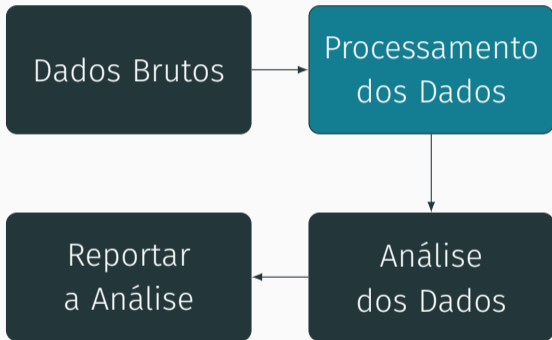 Dados Brutos
Processamento
dos Dados
Análise
dos Dados
Reportar
a Análise